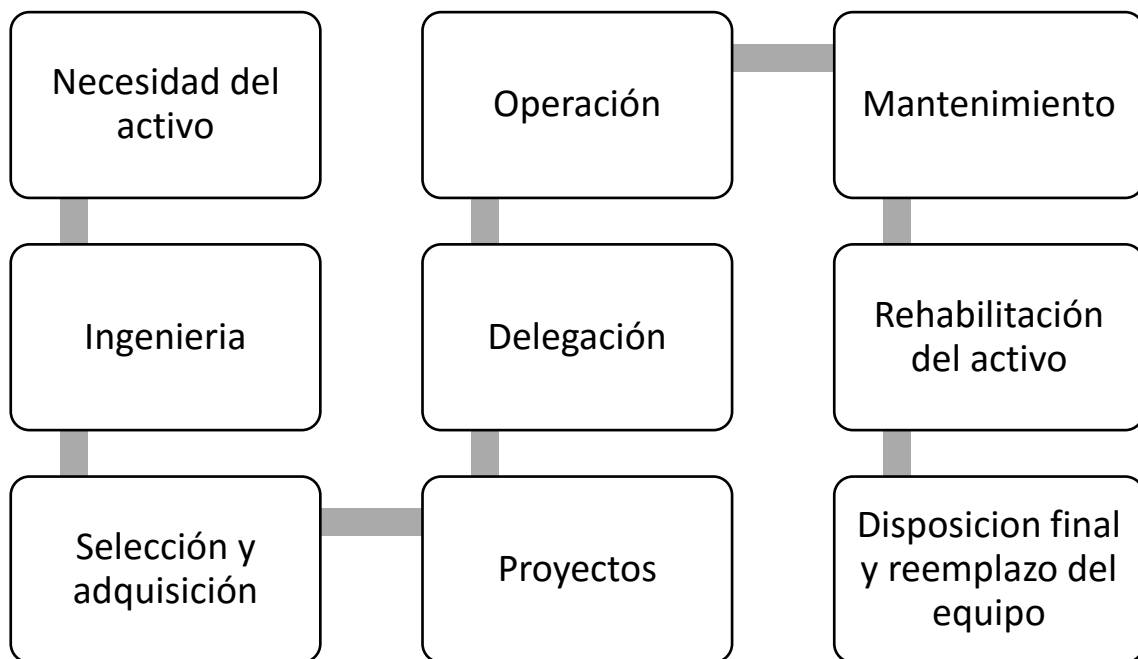 Necesidad del
activo
Ingenieria
Selección y
adquisición
Proyectos
Delegación
Operación
Mantenimiento
Rehabilitación
del activo
Disposicion final
y reemplazo del
equipo